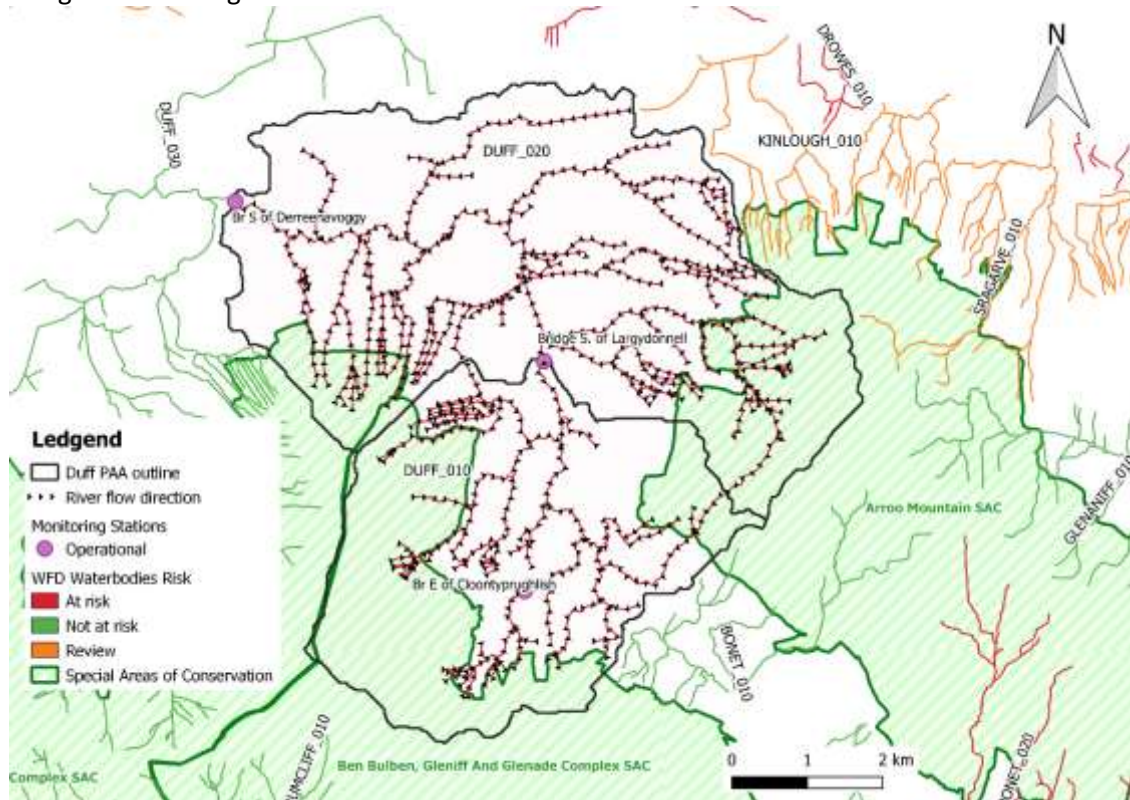 N
DROWES_010
DUFF_030
DUFF_020
KINLOUGH_010
Br S of Derreenavoggy
SRAGARVE_010
Bridge S. of Largydonnell
Ledgend
Duff PAA outline
River flow direction
Monitoring Stations
Operational
WFD Waterbodies Risk
At risk
Not at risk
Review
Special Areas of Conservation
DUFF_010
GLENANIFF_010
Arroo Mountain SAC
Br E of Cloontyprughlish
BONET_010
UMCLIFF_010
Ben Bulben, Gleniff And Glenade Complex SAC
Complex SAC
0 1 2 km
ONET_020